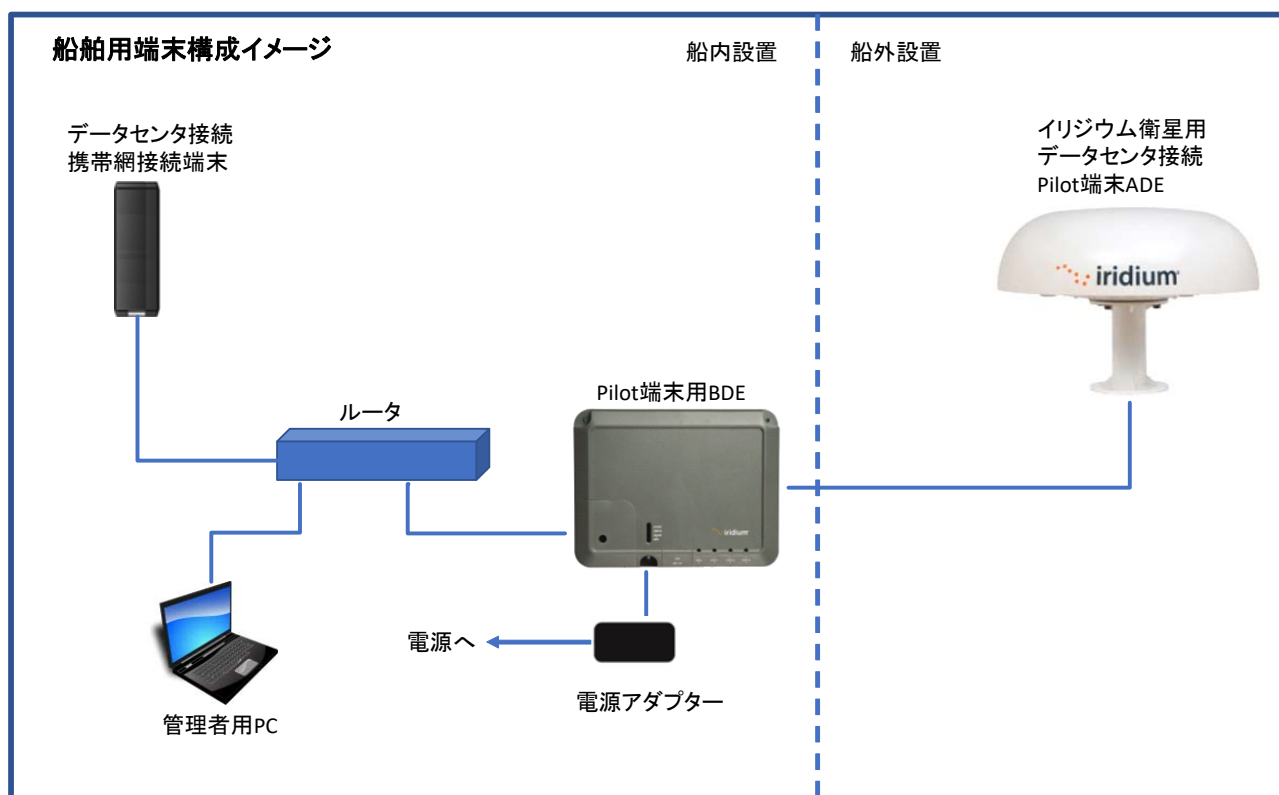 船舶用端末構成イメージ
船内設置
船外設置
データセンタ接続
携帯網接続端末
イリジウム衛星用
データセンタ接続
Pilot端末ADE
iridium
Pilot端末用BDE
ルータ
iridium
電源へ
電源アダプター
管理者用PC